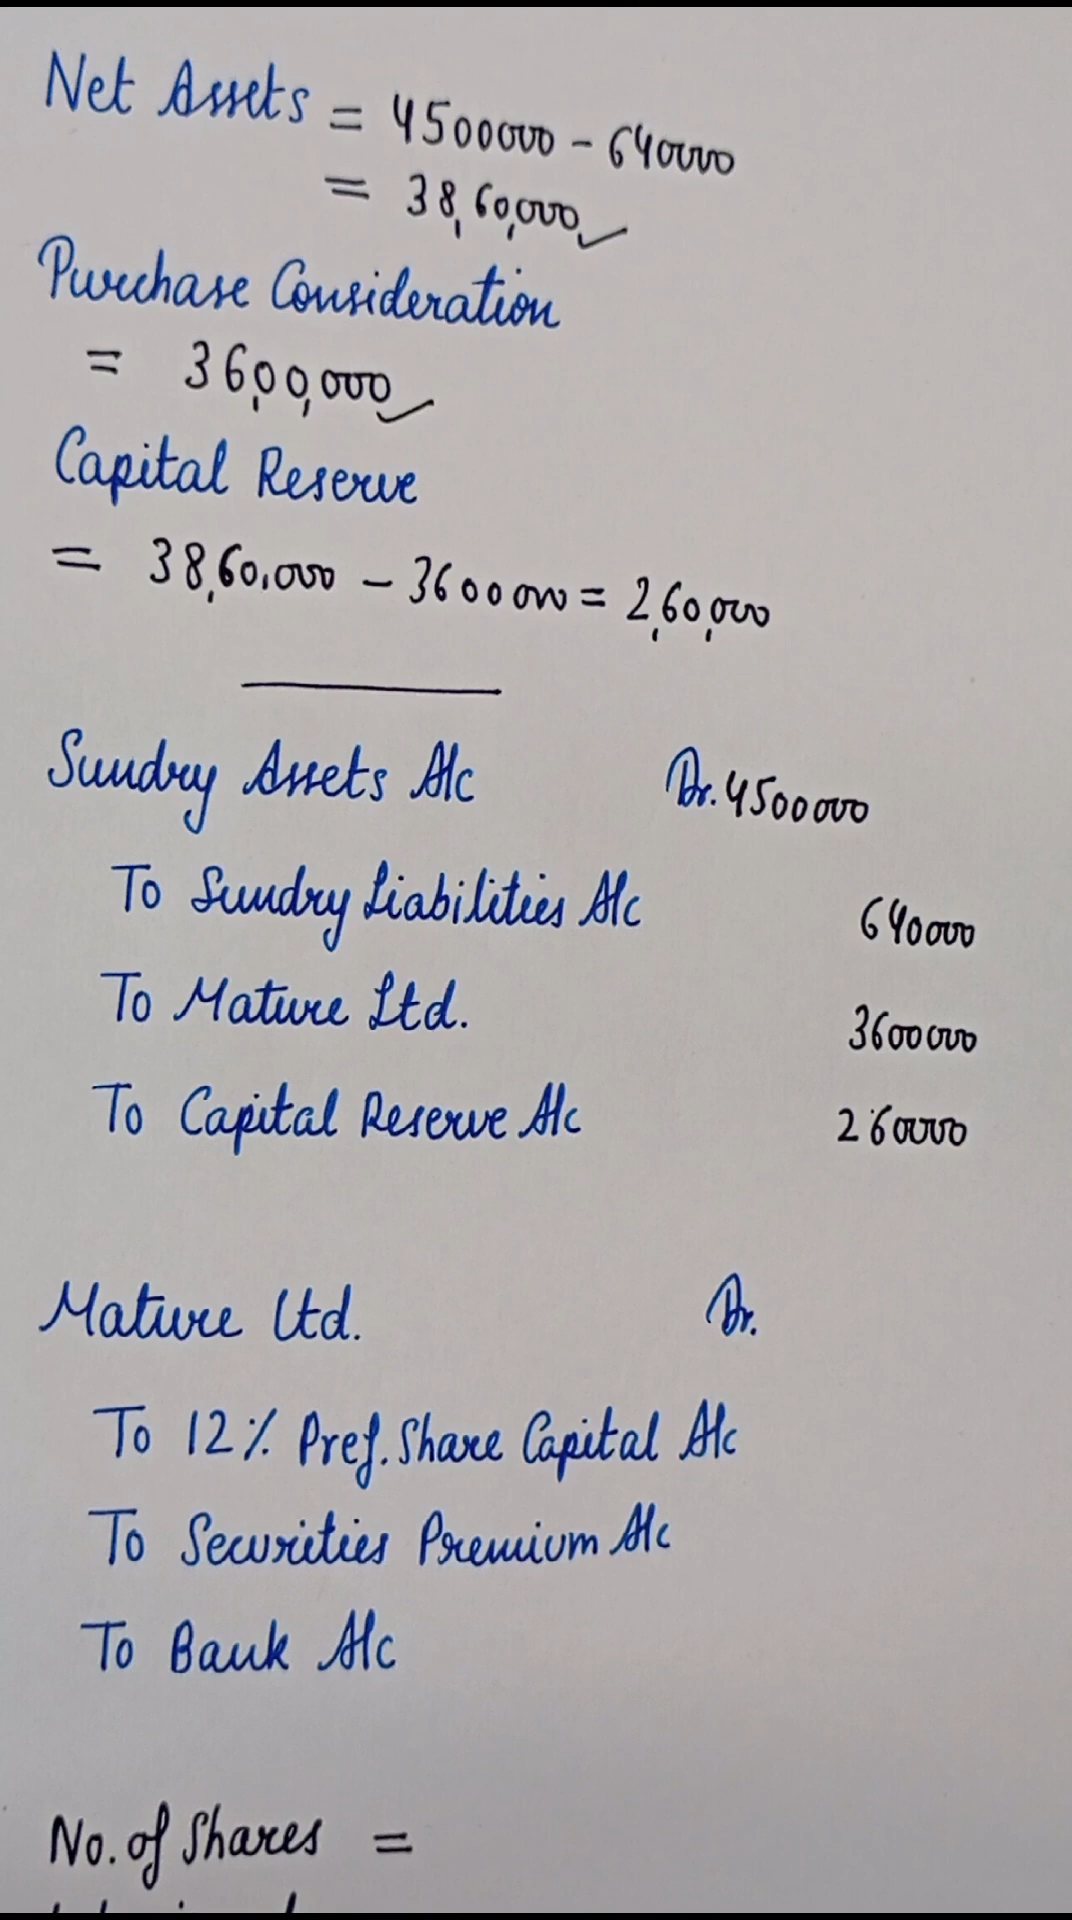 Net Assets = 4500000 - 640000
= 38,60,000
Purchase Consideration
= 36,00,000
Capital Reserve
= 38,60,000 - 3600000 = 2,60,000
Sundry Assets A/c Dr. 4500000
To Sundry Liabilities A/c 640000
To Mature Ltd. 3600000
To Capital Reserve A/c 260000
Mature Ltd. Dr.
To 12% Pref. Share Capital A/c
To Securities Premium A/c
To Bank A/c
No. of Shares =